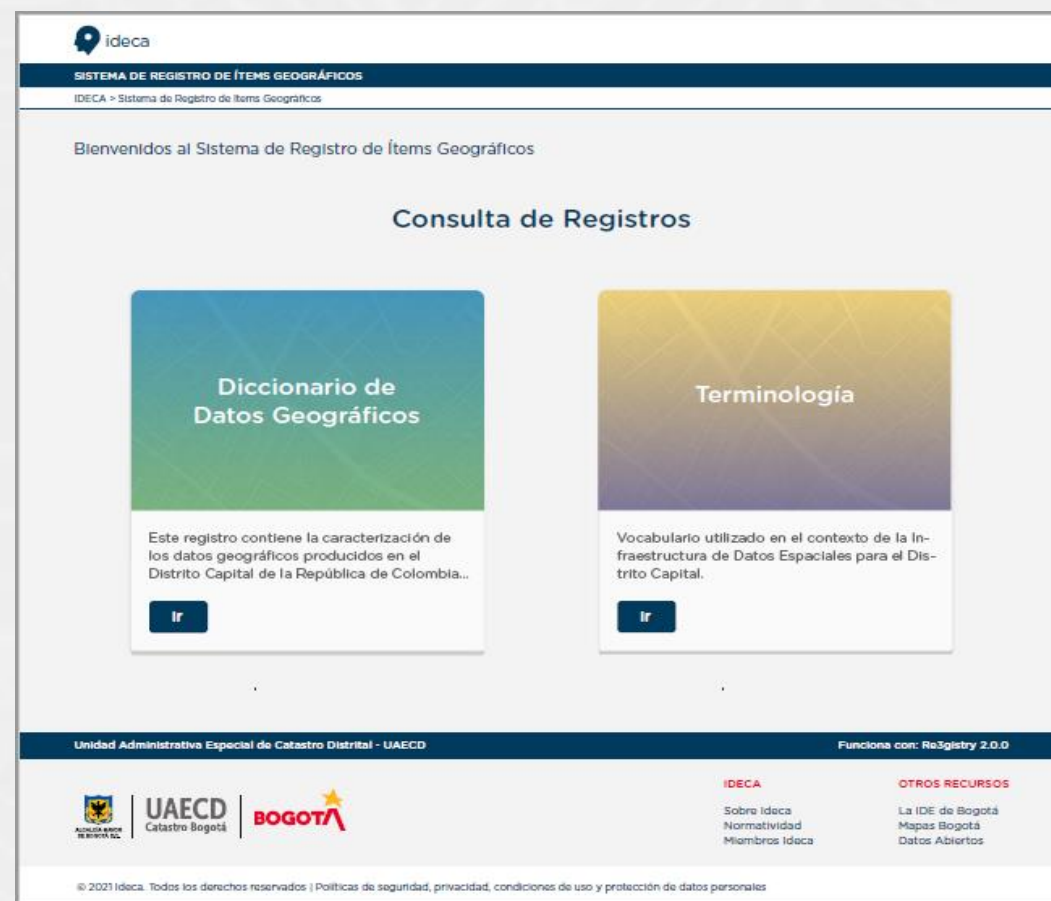 ideca
SISTEMA DE REGISTRO DE ÍTEMS GEOGRÁFICOS
IDECA > Sistema de Registro de Items Geográficos
Bienvenidos al Sistema de Registro de Ítems Geográficos
Consulta de Registros
Diccionario de
Datos Geográficos
Este registro contiene la caracterización de
los datos geográficos producidos en el
Distrito Capital de la República de Colombia...
Ir
Terminología
Vocabulario utilizado en el contexto de la In-
fraestructura de Datos Espaciales para el Dis-
trito Capital.
Ir
Unidad Administrativa Especial de Catastro Distrital - UAECD
Funciona con: Re3gistry 2.0.0
ALCALDÍA MAYOR
DE BOGOTÁ D.C.
UAECD
Catastro Bogotá
BOGOTÁ
IDECA
Sobre Ideca
Normatividad
Miembros Ideca
OTROS RECURSOS
La IDE de Bogotá
Mapas Bogotá
Datos Abiertos
© 2021 Ideca. Todos los derechos reservados | Políticas de seguridad, privacidad, condiciones de uso y protección de datos personales